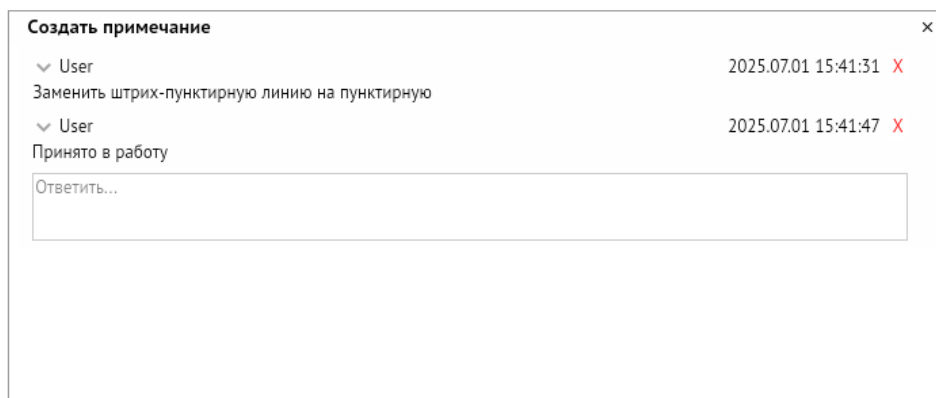 Создать примечание ×
User 2025.07.01 15:41:31 X
Заменить штрих-пунктирную линию на пунктирную
User 2025.07.01 15:41:47 X
Принято в работу
Ответить...